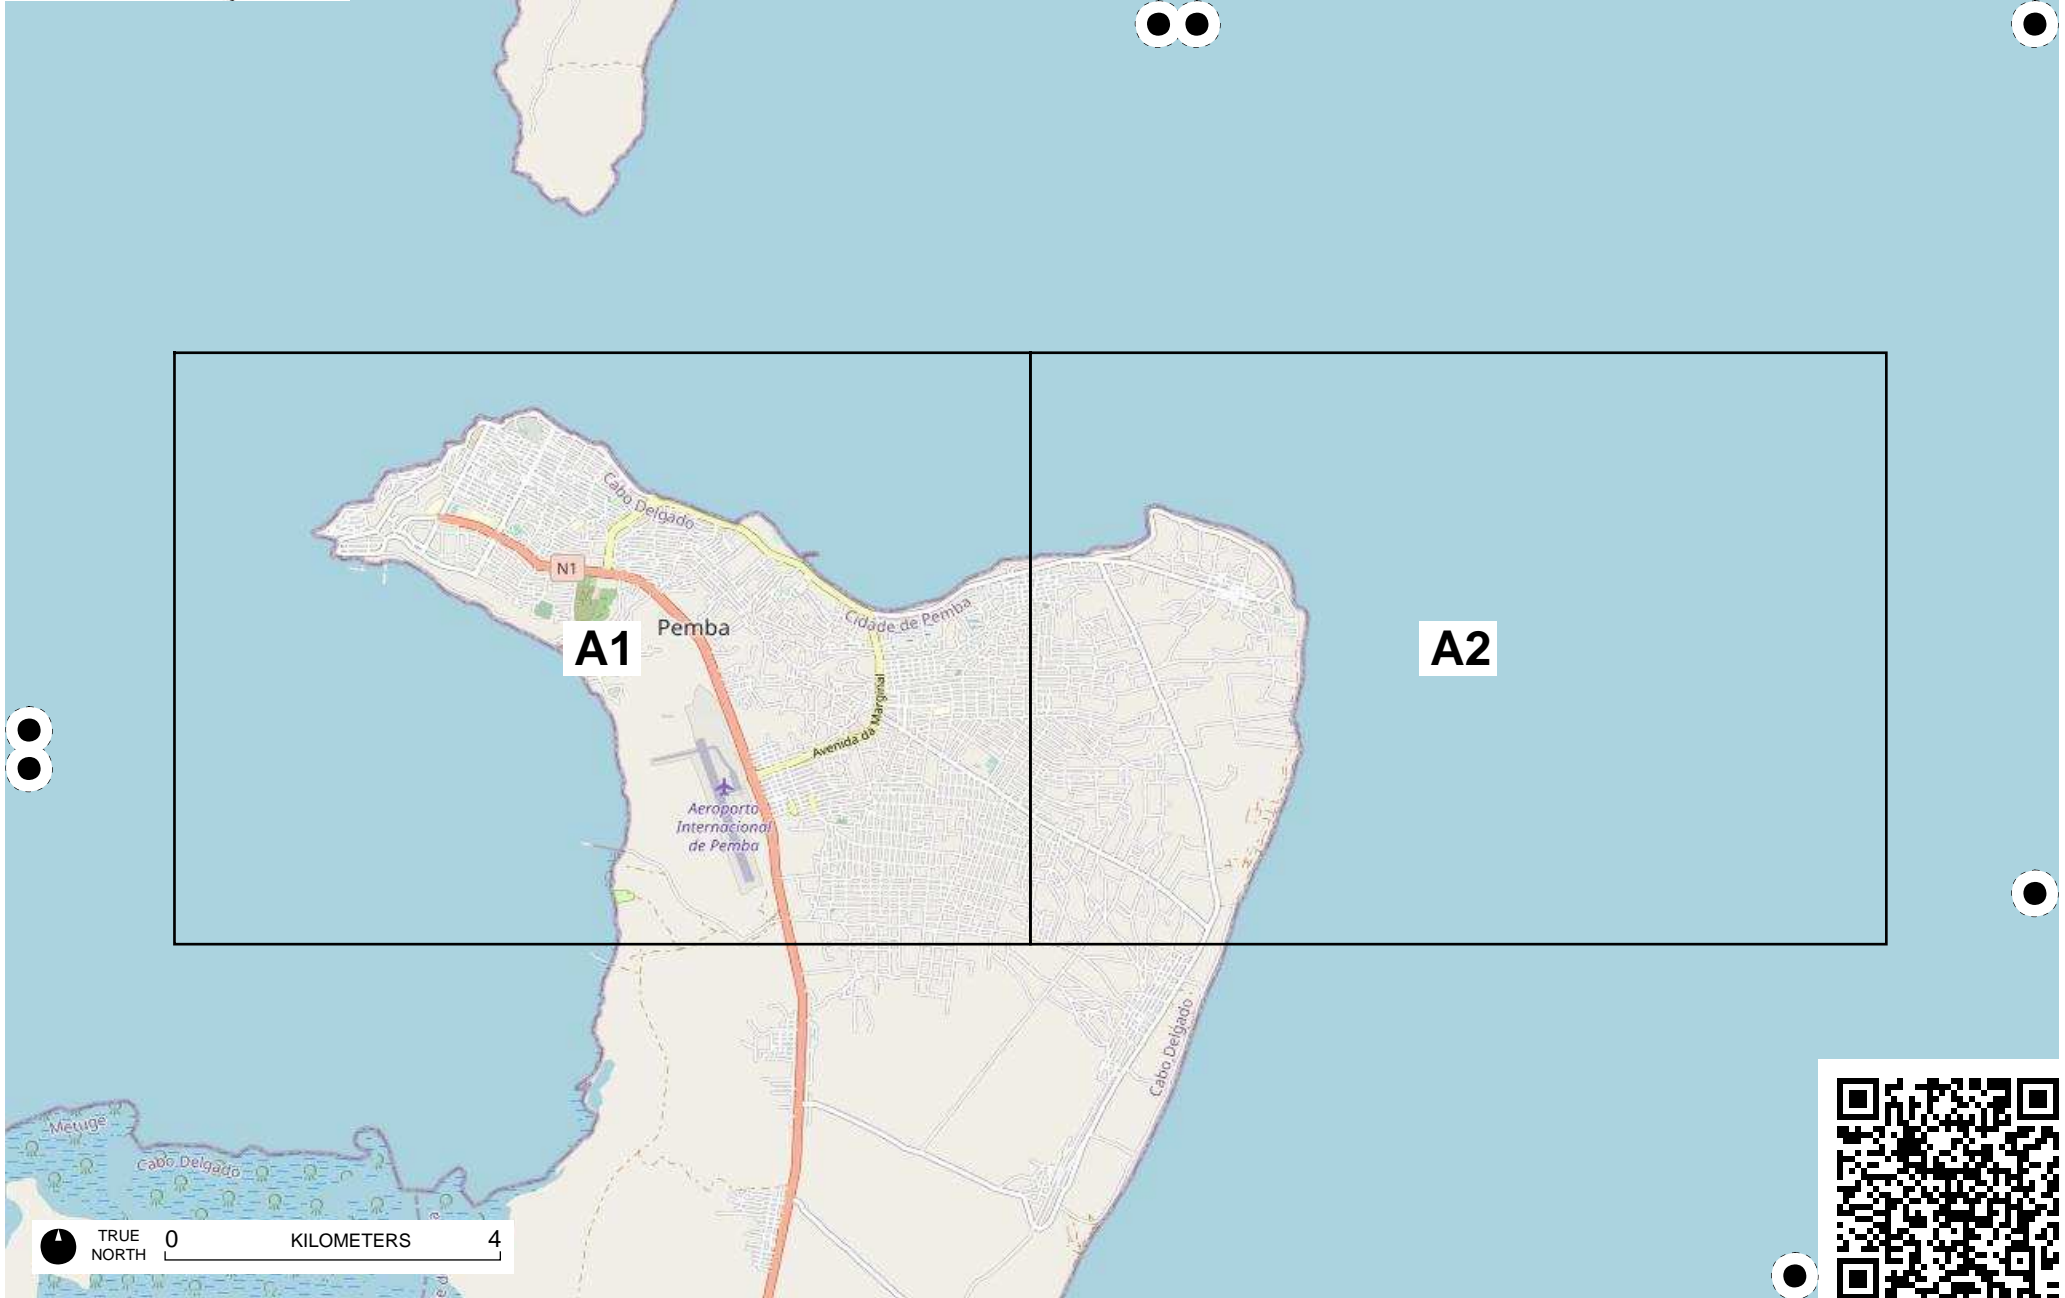 Cabo Delgado
N1
Pemba
Cidade de Pemba
A1
A2
Avenida da Marginal
Aeroporto
Internacional
de Pemba
Cabo Delgado
Metuge
Cabo Delgado
TRUE
NORTH
0
KILOMETERS
4